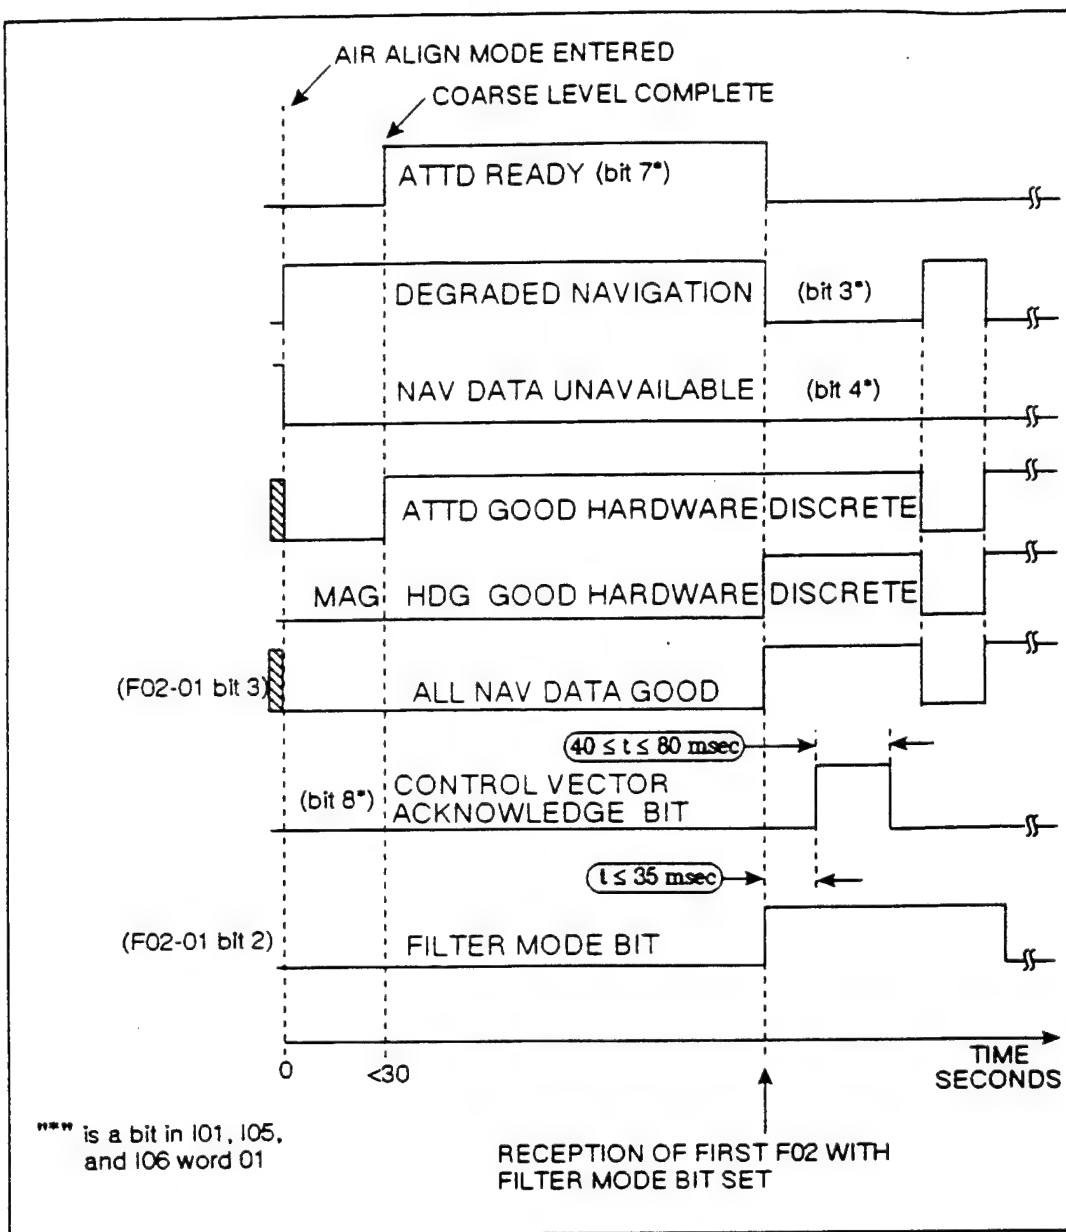 AIR ALIGN MODE ENTERED
COARSE LEVEL COMPLETE
ATTD READY (bit 7*)
DEGRADED NAVIGATION (bit 3*)
NAV DATA UNAVAILABLE (bit 4*)
ATTD GOOD HARDWARE DISCRETE
MAG HDG GOOD HARDWARE DISCRETE
(F02-01 bit 3) ALL NAV DATA GOOD
40 ≤ t ≤ 80 msec
(bit 8*) CONTROL VECTOR
ACKNOWLEDGE BIT
t ≤ 35 msec
(F02-01 bit 2) FILTER MODE BIT
0 <30
TIME
SECONDS
"*" is a bit in I01, I05,
and I06 word 01
RECEPTION OF FIRST F02 WITH
FILTER MODE BIT SET